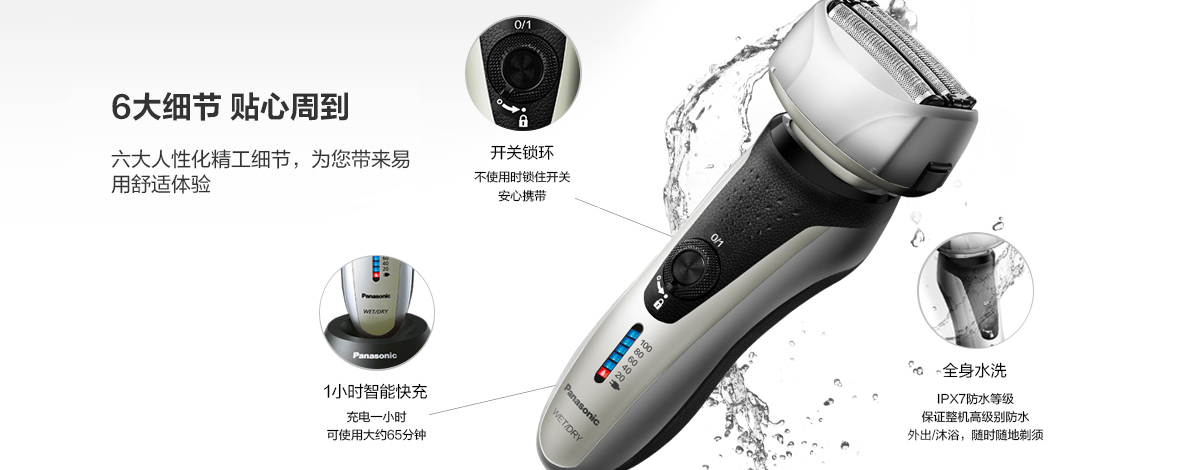 6大细节 贴心周到
六大人性化精工细节，为您带来易
用舒适体验
0/1
开关锁环
不使用时锁住开关
安心携带
60
40
20
Panasonic
WET/DRY
Panasonic
1小时智能快充
充电一小时
可使用大约65分钟
0/1
100
80
60
40
20
Panasonic
WET/DRY
全身水洗
IPX7防水等级
保证整机高级别防水
外出/沐浴，随时随地剃须